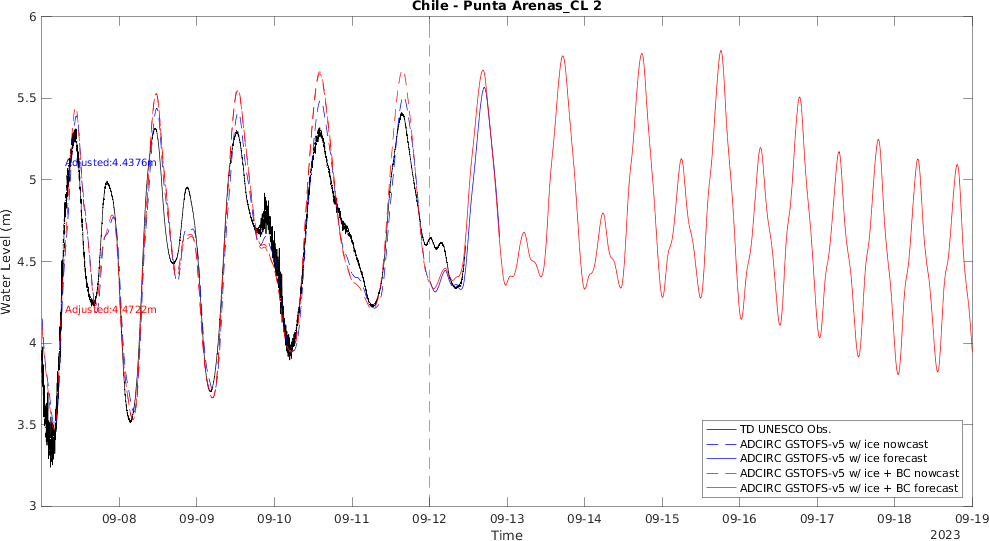 Chile - Punta Arenas_CL 2
6
5.5
5
4.5
4
3.5
3
Water Level (m)
Adjusted:4.4376m
Adjusted:4.4722m
TD UNESCO Obs.
ADCIRC GSTOFS-v5 w/ ice nowcast
ADCIRC GSTOFS-v5 w/ ice forecast
ADCIRC GSTOFS-v5 w/ ice + BC nowcast
ADCIRC GSTOFS-v5 w/ ice + BC forecast
09-08 09-09 09-10 09-11 09-12 09-13 09-14 09-15 09-16 09-17 09-18 09-19
Time
2023